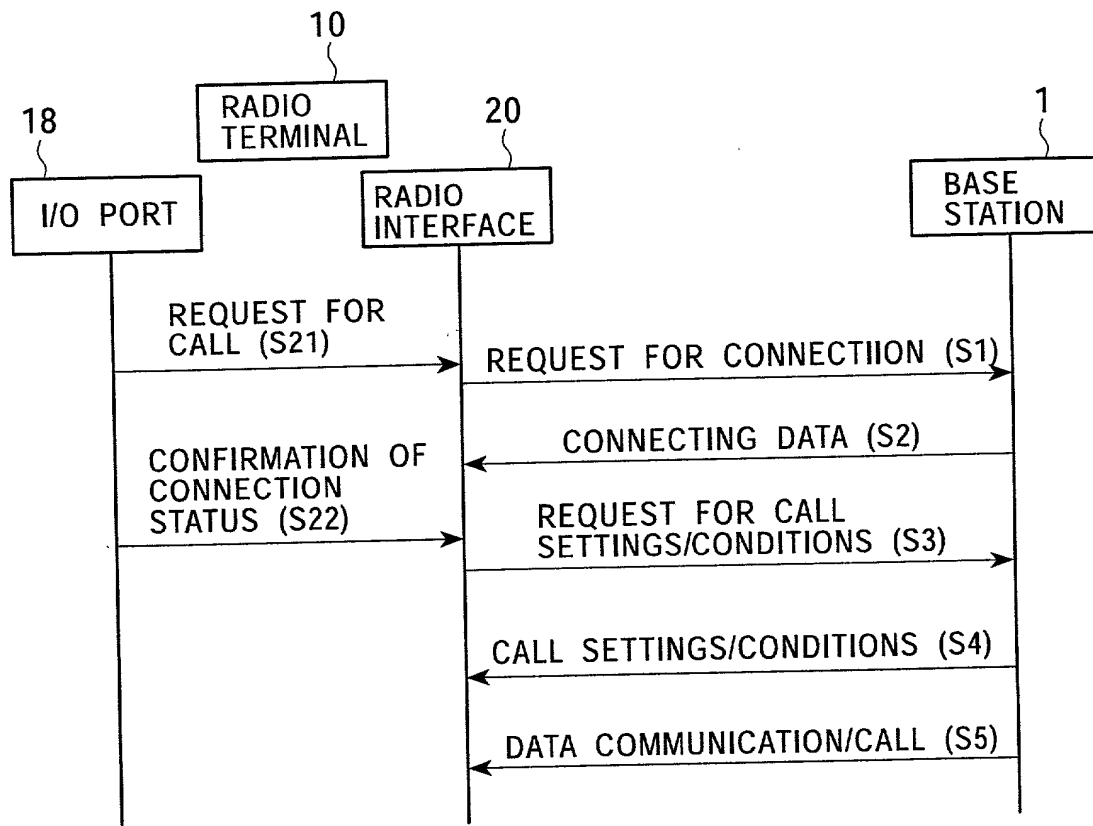 10
RADIO
TERMINAL
18
20
1
I/O PORT
RADIO
INTERFACE
BASE
STATION
REQUEST FOR
CALL (S21)
REQUEST FOR CONNECTIION (S1)
CONNECTING DATA (S2)
CONFIRMATION OF
CONNECTION
STATUS (S22)
REQUEST FOR CALL
SETTINGS/CONDITIONS (S3)
CALL SETTINGS/CONDITIONS (S4)
DATA COMMUNICATION/CALL (S5)